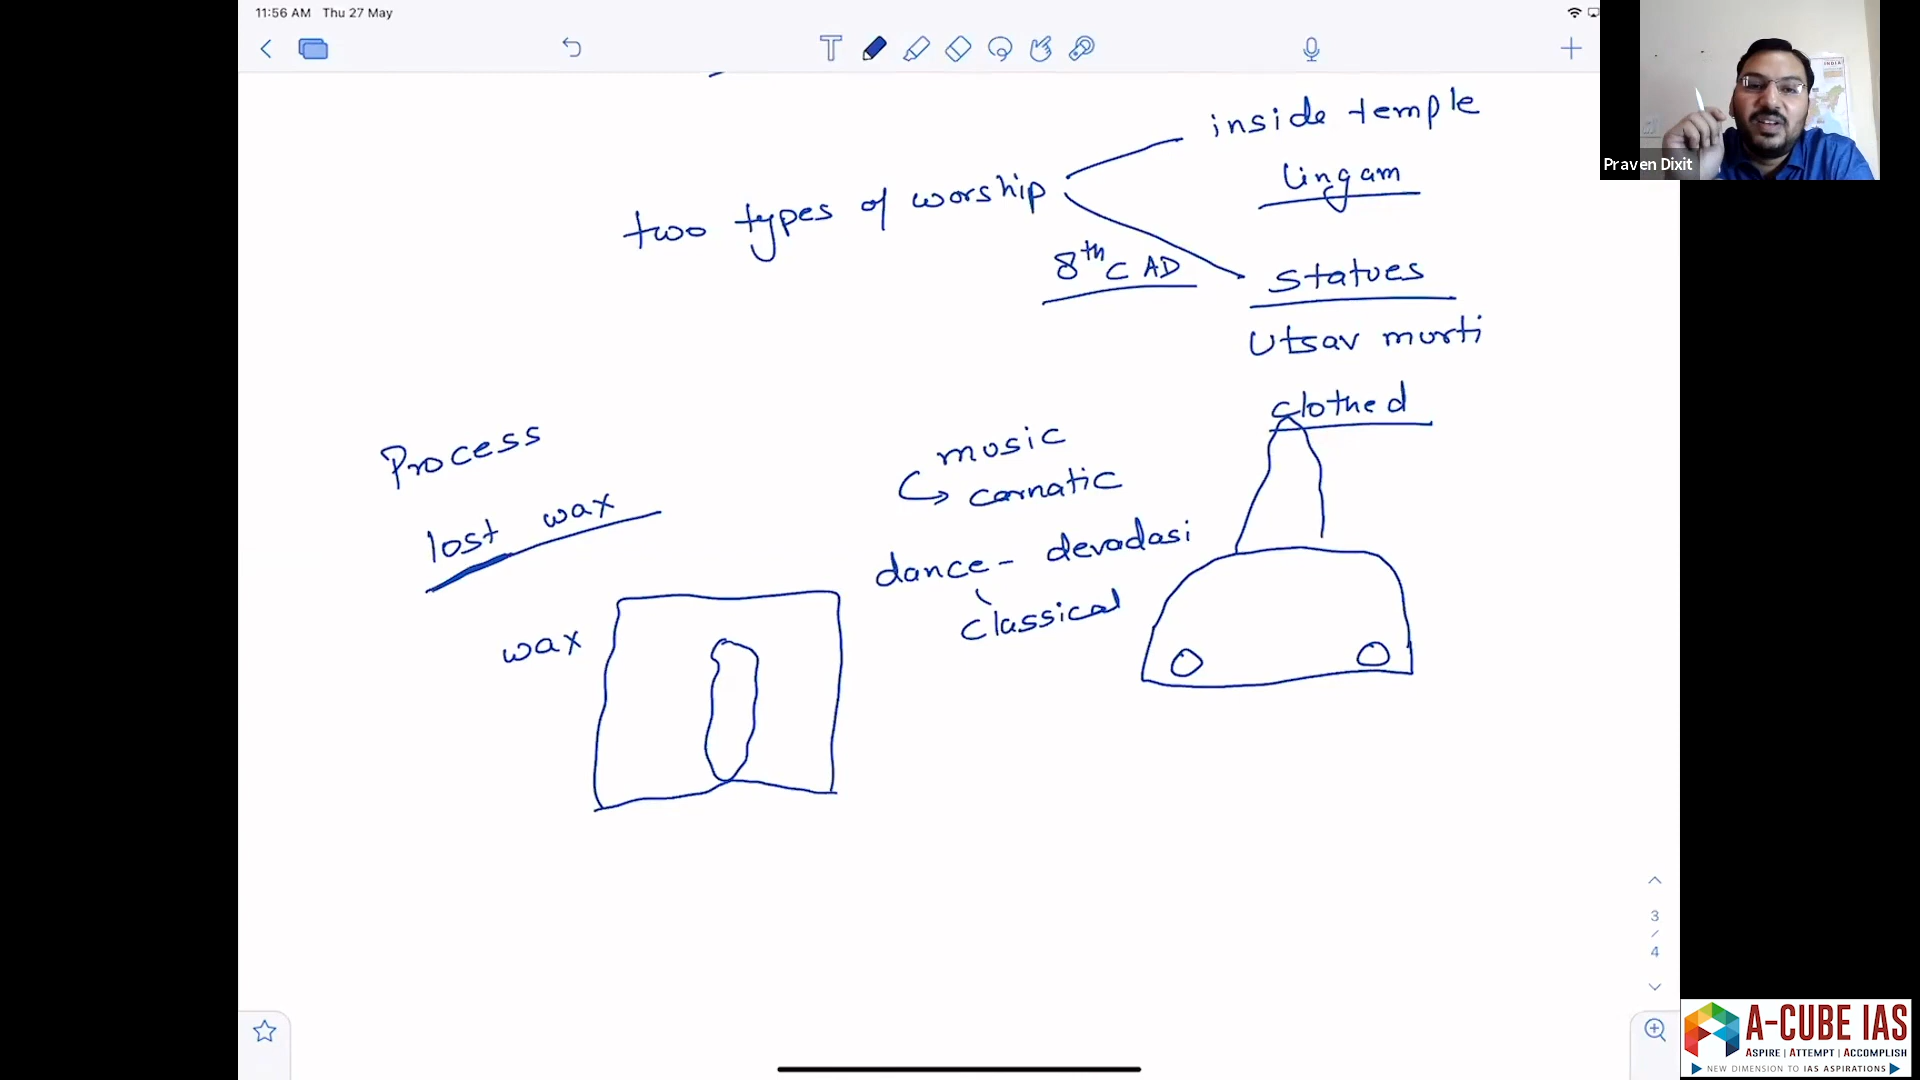 11:56 AM Thu 27 May
Praven Dixit
inside temple
lingam
two types of worship
8th C AD
statues
Utsav murti
clothed
Process
lost wax
music
carnatic
dance - devadasi
classical
wax
3
/
4
A-CUBE IAS
ASPIRE | ATTEMPT | ACCOMPLISH
NEW DIMENSION TO IAS ASPIRATIONS